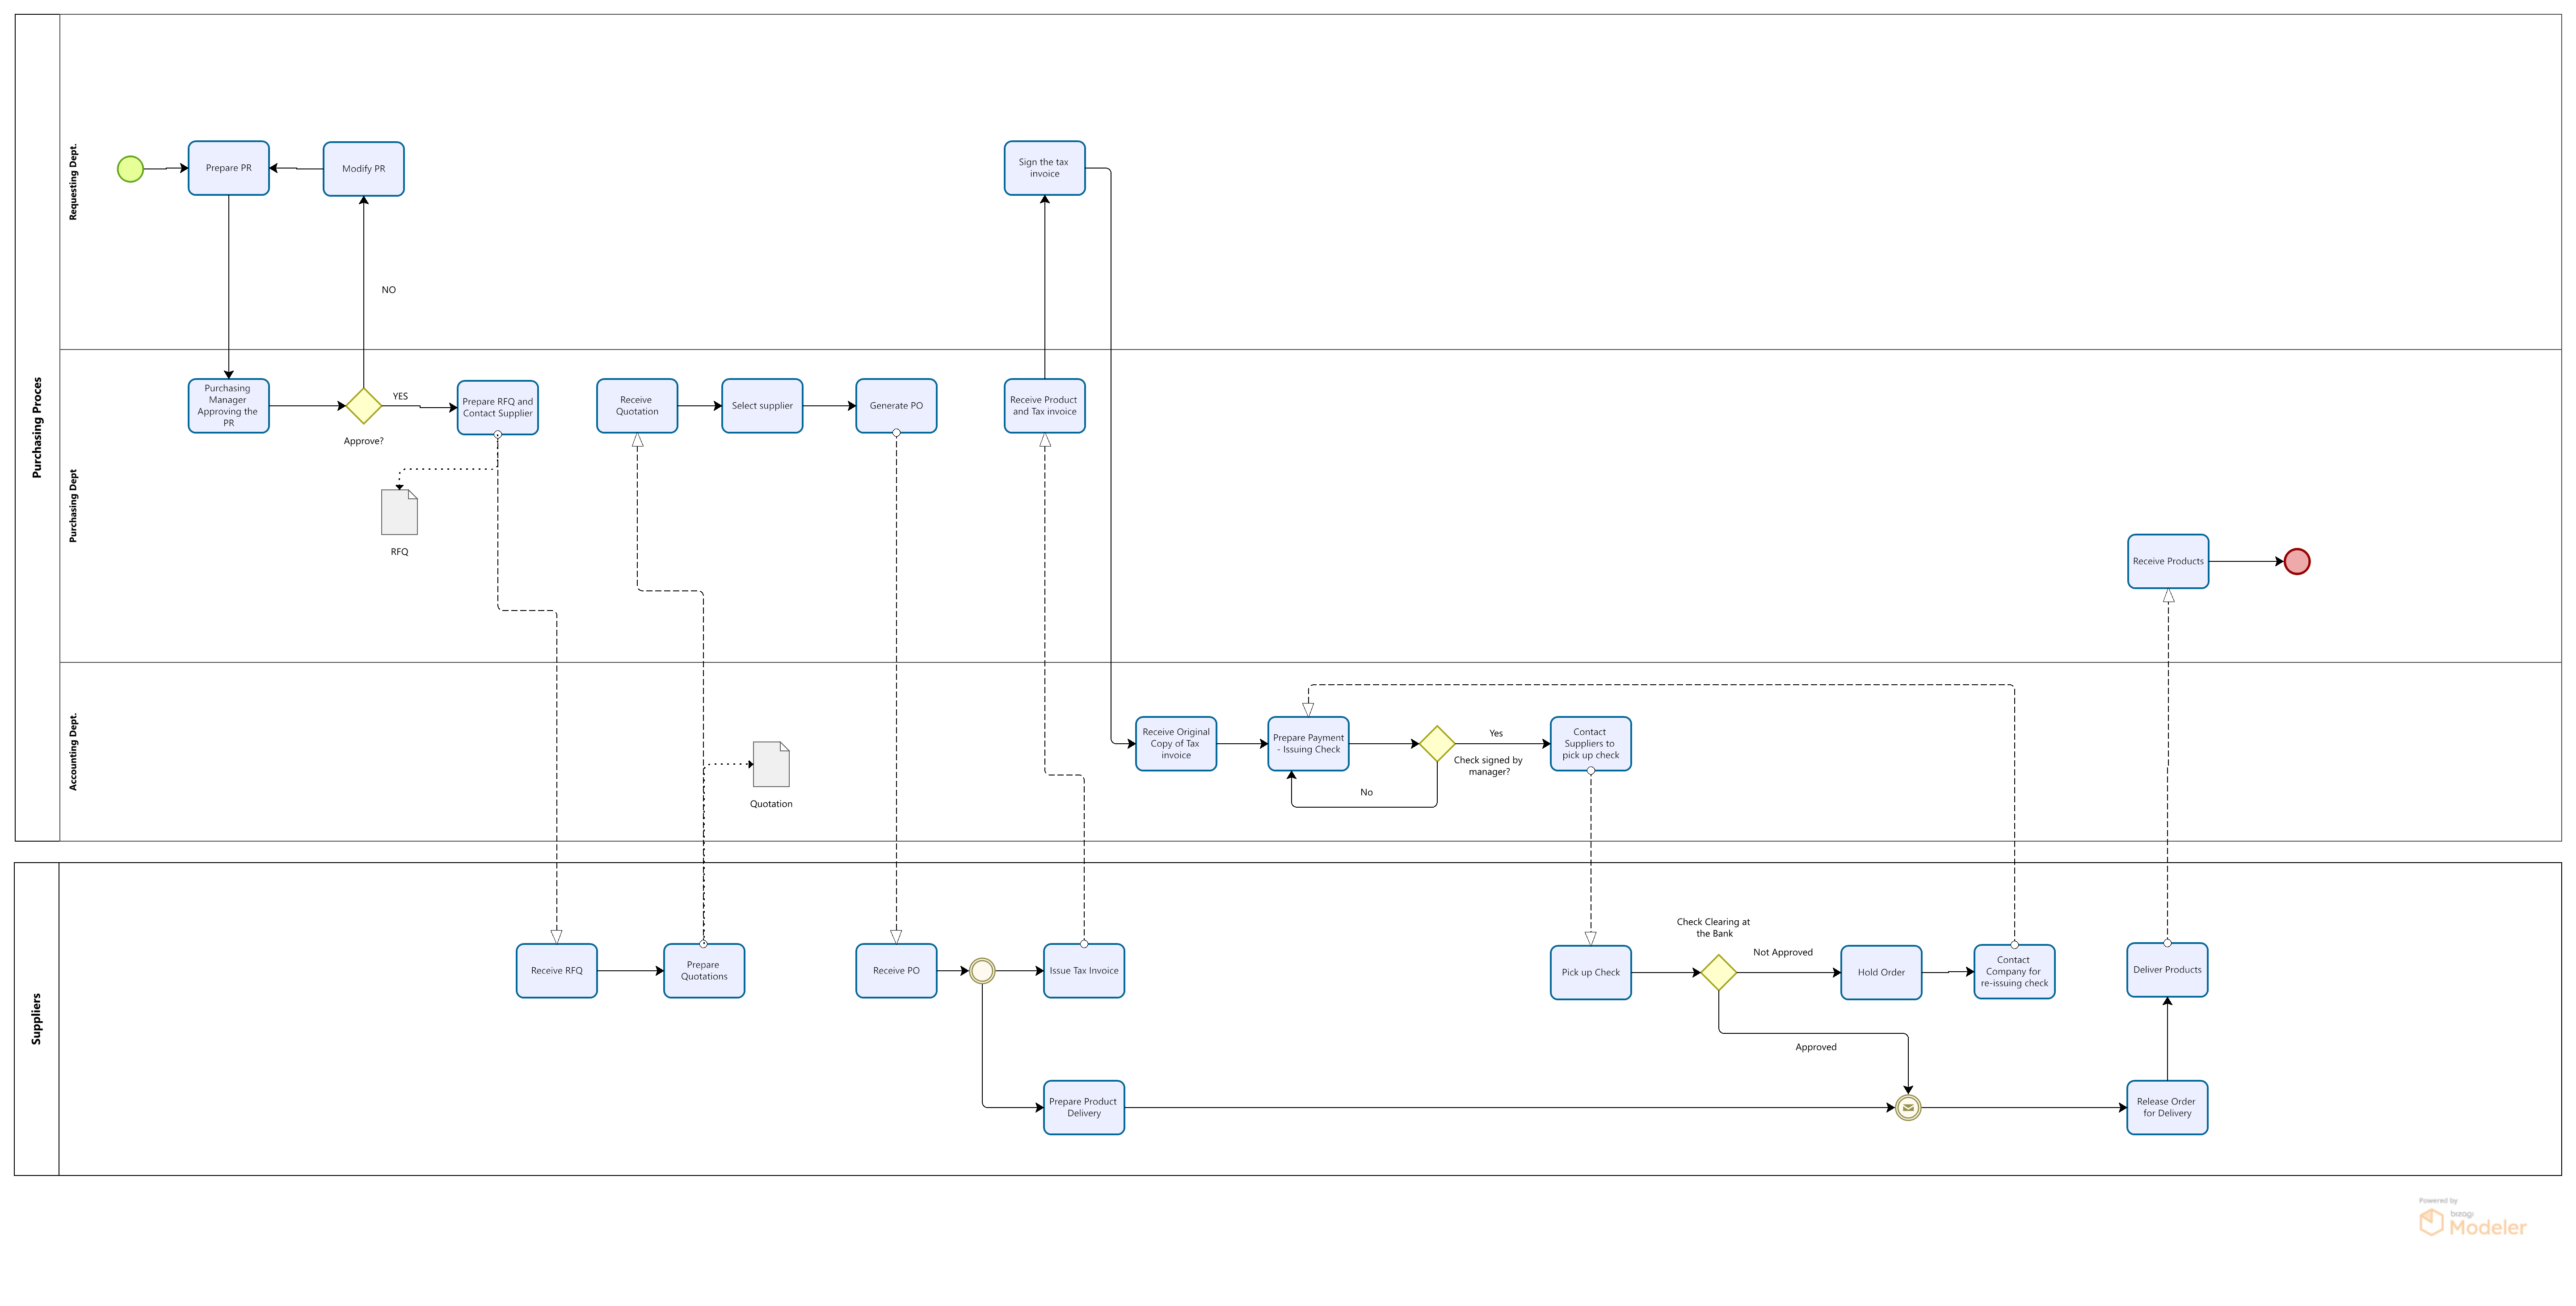 Purchasing Proces
Requesting Dept.
Prepare PR
Modify PR
NO
Sign the tax
invoice
Purchasing Dept
Purchasing
Manager
Approving the
PR
Approve?
YES
Prepare RFQ and
Contact Supplier
RFQ
Receive
Quotation
Select supplier
Generate PO
Receive Product
and Tax invoice
Receive Products
Accounting Dept.
Quotation
Receive Original
Copy of Tax
invoice
Prepare Payment
- Issuing Check
No
Yes
Check signed by
manager?
Contact
Suppliers to
pick up check
Suppliers
Receive RFQ
Prepare
Quotations
Receive PO
Issue Tax Invoice
Prepare Product
Delivery
Pick up Check
Check Clearing at
the Bank
Not Approved
Approved
Hold Order
Contact
Company for
re-issuing check
Deliver Products
Release Order
for Delivery
Powered by
bizagi
Modeler